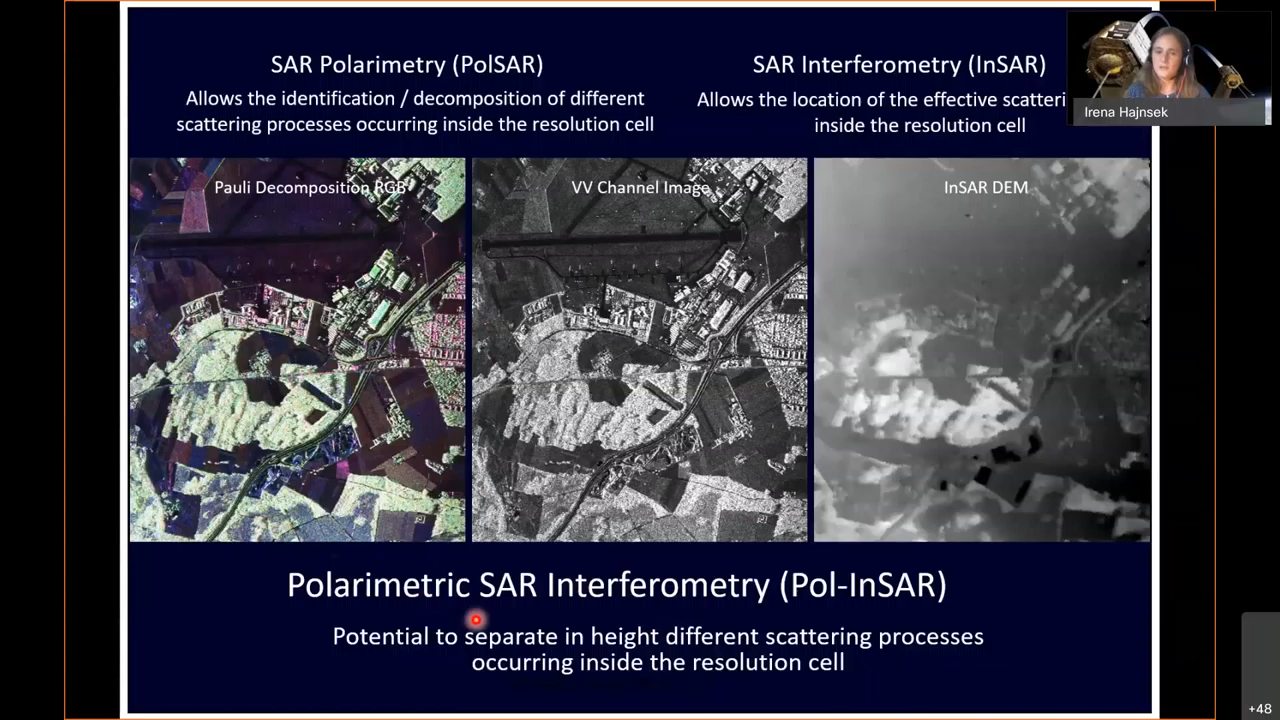 SAR Polarimetry (PolSAR)
Allows the identification / decomposition of different
scattering processes occurring inside the resolution cell
SAR Interferometry (InSAR)
Allows the location of the effective scatteri
inside the resolution cell
Irena Hajnsek
Pauli Decomposition RGB
VV Channel Image
InSAR DEM
Polarimetric SAR Interferometry (Pol-InSAR)
Potential to separate in height different scattering processes
occurring inside the resolution cell
+48